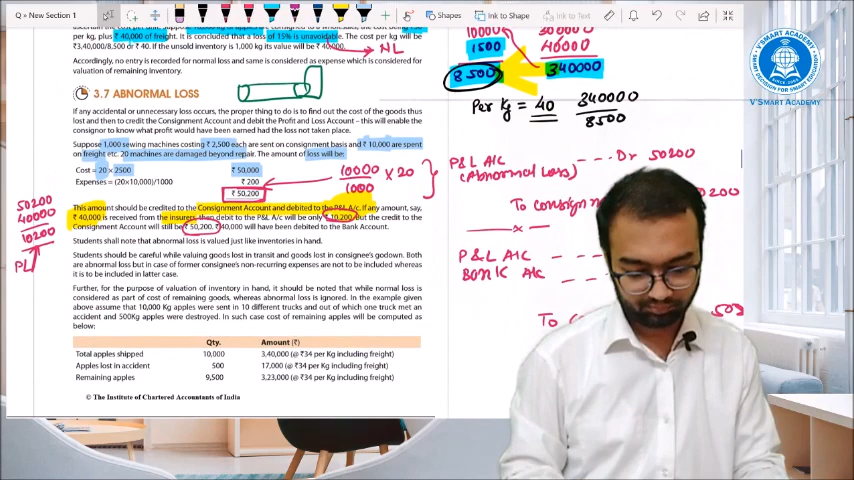 Q » New Section 1
Shapes
Ink to Shape
Ink to Text
per kg, plus ₹ 40,000 of freight. It is concluded that a loss of 15% is unavoidable. The cost per kg will be
₹3,40,000/8,500 or ₹ 40. If the unsold inventory is 1,000 kg its value will be ₹ 40,000.
NL
Accordingly, no entry is recorded for normal loss and same is considered as expense which is considered for
valuation of remaining inventory.
3.7 ABNORMAL LOSS
If any accidental or unnecessary loss occurs, the proper thing to do is to find out the cost of the goods thus
lost and then to credit the Consignment Account and debit the Profit and Loss Account – this will enable the
consignor to know what profit would have been earned had the loss not taken place.
Suppose 1,000 sewing machines costing ₹ 2,500 each are sent on consignment basis and ₹ 10,000 are spent
on freight etc. 20 machines are damaged beyond repair. The amount of loss will be:
Cost = 20 × 2500 ₹ 50,000
Expenses = (20×10,000)/1000 ₹ 200
₹ 50,200
10000
1000 × 20
This amount should be credited to the Consignment Account and debited to the P&L A/c. If any amount, say,
₹ 40,000 is received from the insurers, then debit to the P&L A/c will be only ₹ 10,200 but the credit to the
Consignment Account will still be ₹ 50,200. ₹ 40,000 will have been debited to the Bank Account.
50200
40000
10200
PL
Students shall note that abnormal loss is valued just like inventories in hand.
Students should be careful while valuing goods lost in transit and goods lost in consignee's godown. Both
are abnormal loss but in case of former consignee's non-recurring expenses are not to be included whereas
it is to be included in latter case.
Further, for the purpose of valuation of inventory in hand, it should be noted that while normal loss is
considered as part of cost of remaining goods, whereas abnormal loss is ignored. In the example given
above assume that 10,000 Kg apples were sent in 10 different trucks and out of which one truck met an
accident and 500Kg apples were destroyed. In such case cost of remaining apples will be computed as
below:
Qty. Amount (₹)
Total apples shipped 10,000 3,40,000 (@ ₹34 per Kg including freight)
Apples lost in accident 500 17,000 (@ ₹34 per Kg including freight)
Remaining apples 9,500 3,23,000 (@ ₹34 per Kg including freight)
© The Institute of Chartered Accountants of India
10000 300000
1500 40000
8500 340000
Per Kg = 40 340000
8500
P&L A/C --- Dr 50200
(Abnormal Loss)
To consign
200
— x —
P&L A/C ---
Bank A/C ---
To
V'SMART ACADEMY
V'SMART ACADEMY